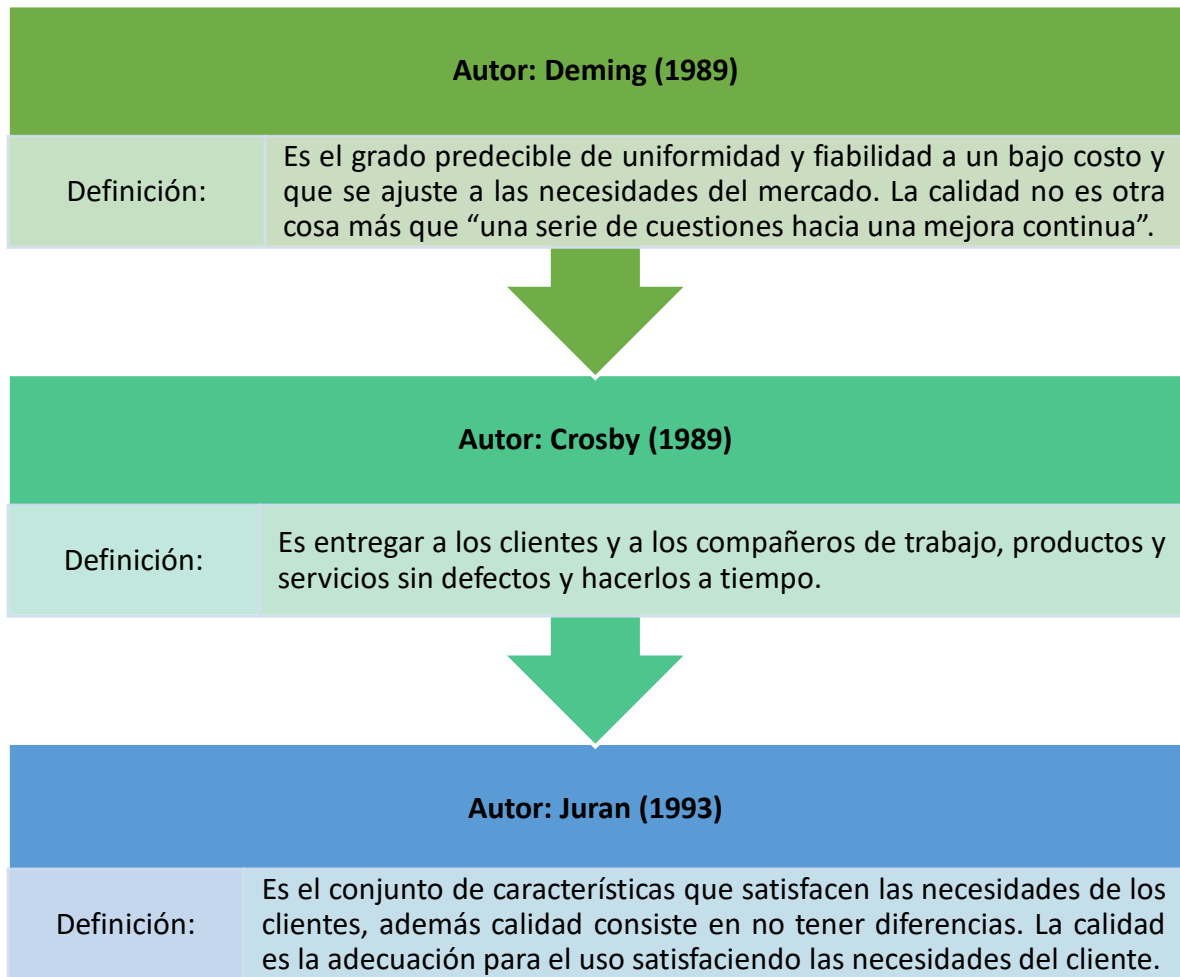 Autor: Deming (1989)
Definición:
Es el grado predecible de uniformidad y fiabilidad a un bajo costo y
que se ajuste a las necesidades del mercado. La calidad no es otra
cosa más que “una serie de cuestiones hacia una mejora continua”.
Autor: Crosby (1989)
Definición:
Es entregar a los clientes y a los compañeros de trabajo, productos y
servicios sin defectos y hacerlos a tiempo.
Autor: Juran (1993)
Definición:
Es el conjunto de características que satisfacen las necesidades de los
clientes, además calidad consiste en no tener diferencias. La calidad
es la adecuación para el uso satisfaciendo las necesidades del cliente.